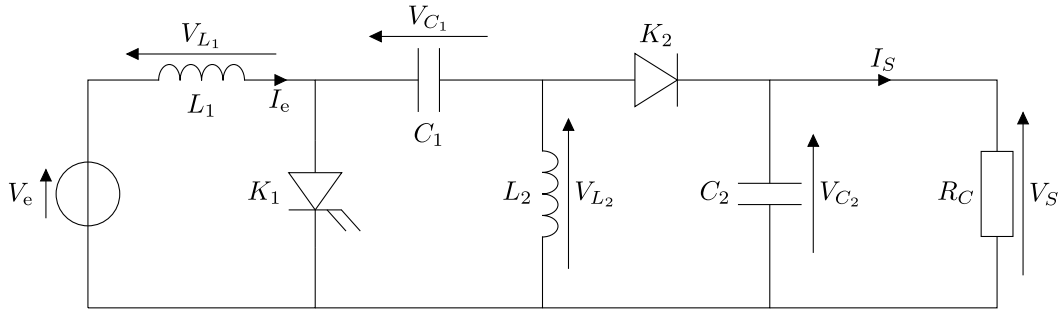 V_{L_1}
V_{C_1}
K_2
I_S
L_1
I_e
C_1
V_e
K_1
L_2
V_{L_2}
C_2
V_{C_2}
R_C
V_S